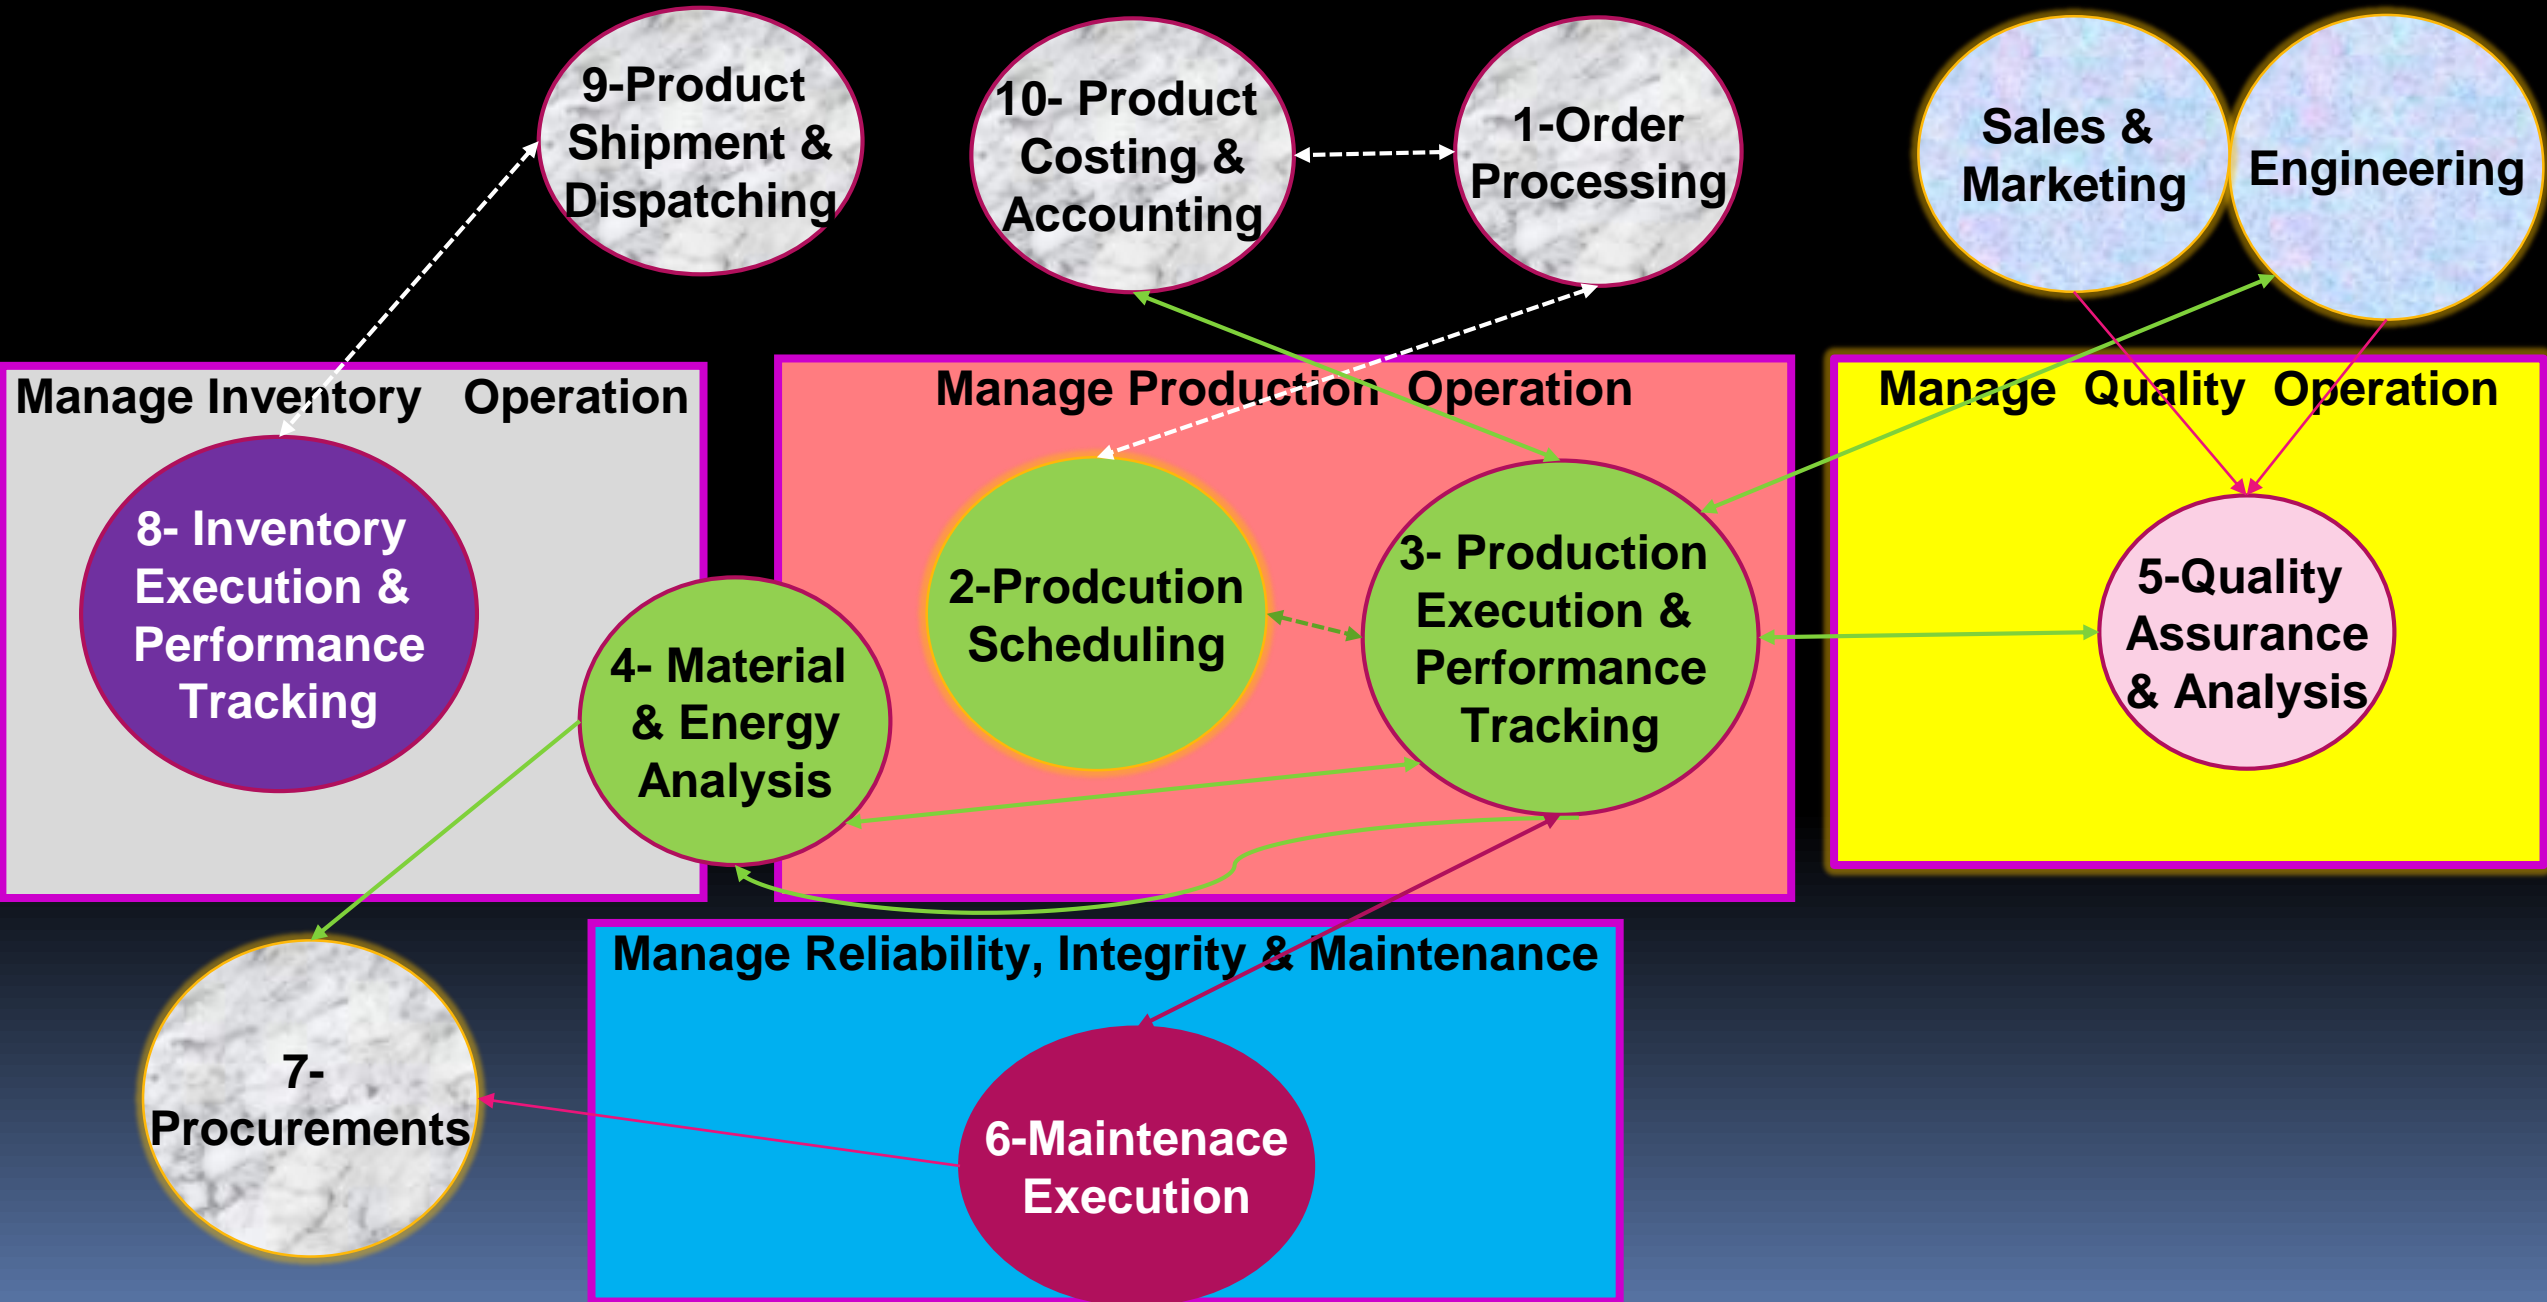 9-Product
Shipment &
Dispatching
10- Product
Costing &
Accounting
1-Order
Processing
Sales &
Marketing
Engineering
Manage Inventory Operation
Manage Production Operation
Manage Quality Operation
8- Inventory
Execution &
Performance
Tracking
4- Material
& Energy
Analysis
2-Prodcution
Scheduling
3- Production
Execution &
Performance
Tracking
5-Quality
Assurance
& Analysis
Manage Reliability, Integrity & Maintenance
7-
Procurements
6-Maintenace
Execution